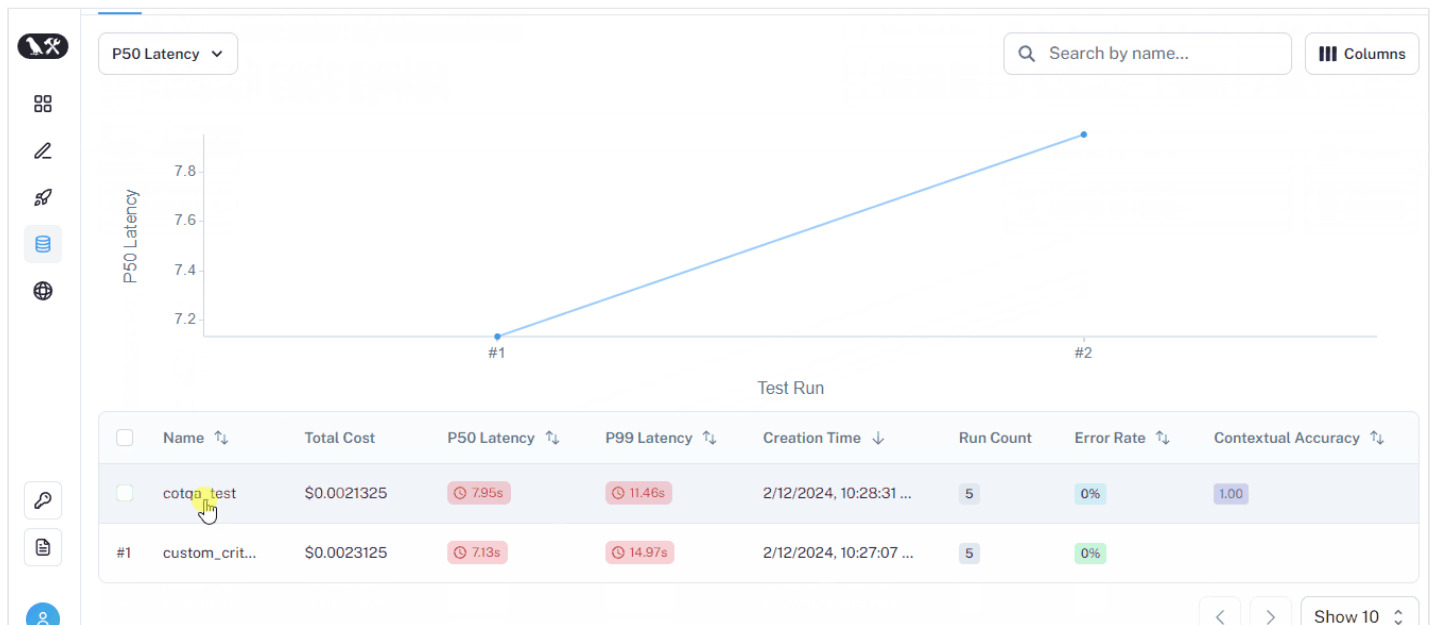 P50 Latency
Search by name...
Columns
7.8
7.6
7.4
7.2
P50 Latency
#1
#2
Test Run
Name Total Cost P50 Latency P99 Latency Creation Time Run Count Error Rate Contextual Accuracy
cotqa_test $0.0021325 7.95s 11.46s 2/12/2024, 10:28:31 ... 5 0% 1.00
#1 custom_crit... $0.0023125 7.13s 14.97s 2/12/2024, 10:27:07 ... 5 0%
Show 10